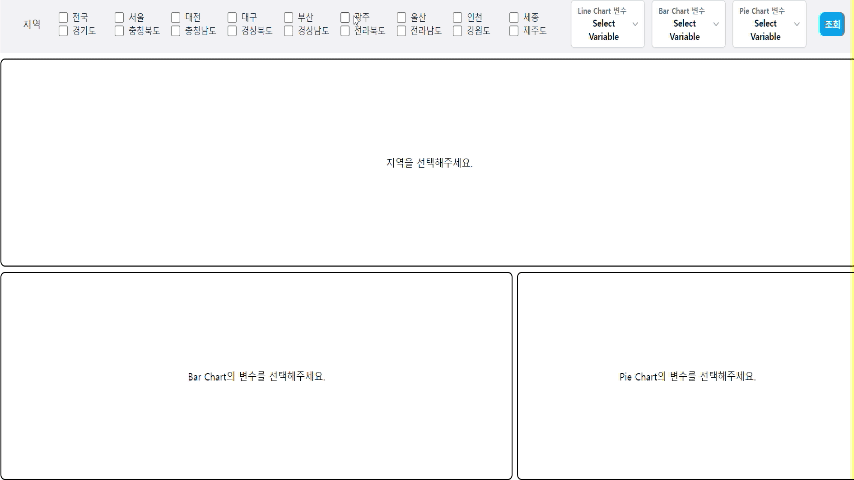 지역
전국 서울 대전 대구 부산 광주 울산 인천 세종
경기도 충청북도 충청남도 경상북도 경상남도 전라북도 전라남도 강원도 제주도
Line Chart 변수
Select
Variable
Bar Chart 변수
Select
Variable
Pie Chart 변수
Select
Variable
조회
지역을 선택해주세요.
Bar Chart의 변수를 선택해주세요.
Pie Chart의 변수를 선택해주세요.